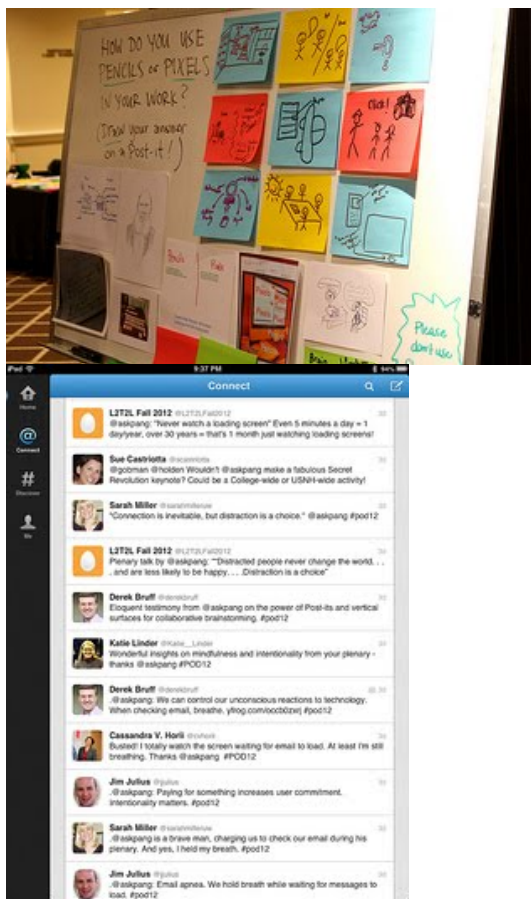 HOW DO YOU USE
PENCILS or PIXELS
IN YOUR WORK?
(Draw your answer
on a Post-it!)
Click!
Pencils
Pixels
Please
don't use
iPad
9:37 PM
94%
Connect
Home
Connect
Discover
Me
L2T2L Fall 2012 @L2T2LFall2012
@askpang: "Never watch a loading screen" Even 5 minutes a day = 1
day/year, over 30 years = that's 1 month just watching loading screens!
Sue Castriotta
@gobman @holden Wouldn't @askpang make a fabulous Secret
Revolution keynote? Could be a College-wide or USNH-wide activity!
Sarah Miller
"Connection is inevitable, but distraction is a choice." @askpang #pod12
L2T2L Fall 2012 @L2T2LFall2012
Plenary talk by @askpang: ""Distracted people never change the world. . .
. and are less likely to be happy. . . .Distraction is a choice"
Derek Bruff @derekbruff
Eloquent testimony from @askpang on the power of Post-its and vertical
surfaces for collaborative brainstorming. #pod12
Katie Linder @Katie__Linder
Wonderful insights on mindfulness and intentionality from your plenary -
thanks @askpang #POD12
Derek Bruff @derekbruff
.@askpang: We can control our unconscious reactions to technology.
When checking email, breathe. #pod12
Cassandra V. Horii
Busted! I totally watch the screen waiting for email to load. At least I'm still
breathing. Thanks @askpang #POD12
Jim Julius @jjulius
.@askpang: Paying for something increases user commitment.
Intentionality matters. #pod12
Sarah Miller
.@askpang is a brave man, charging us to check our email during his
plenary. And yes, I held my breath. #pod12
Jim Julius @jjulius
.@askpang: Email apnea. We hold breath while waiting for messages to
load. #pod12